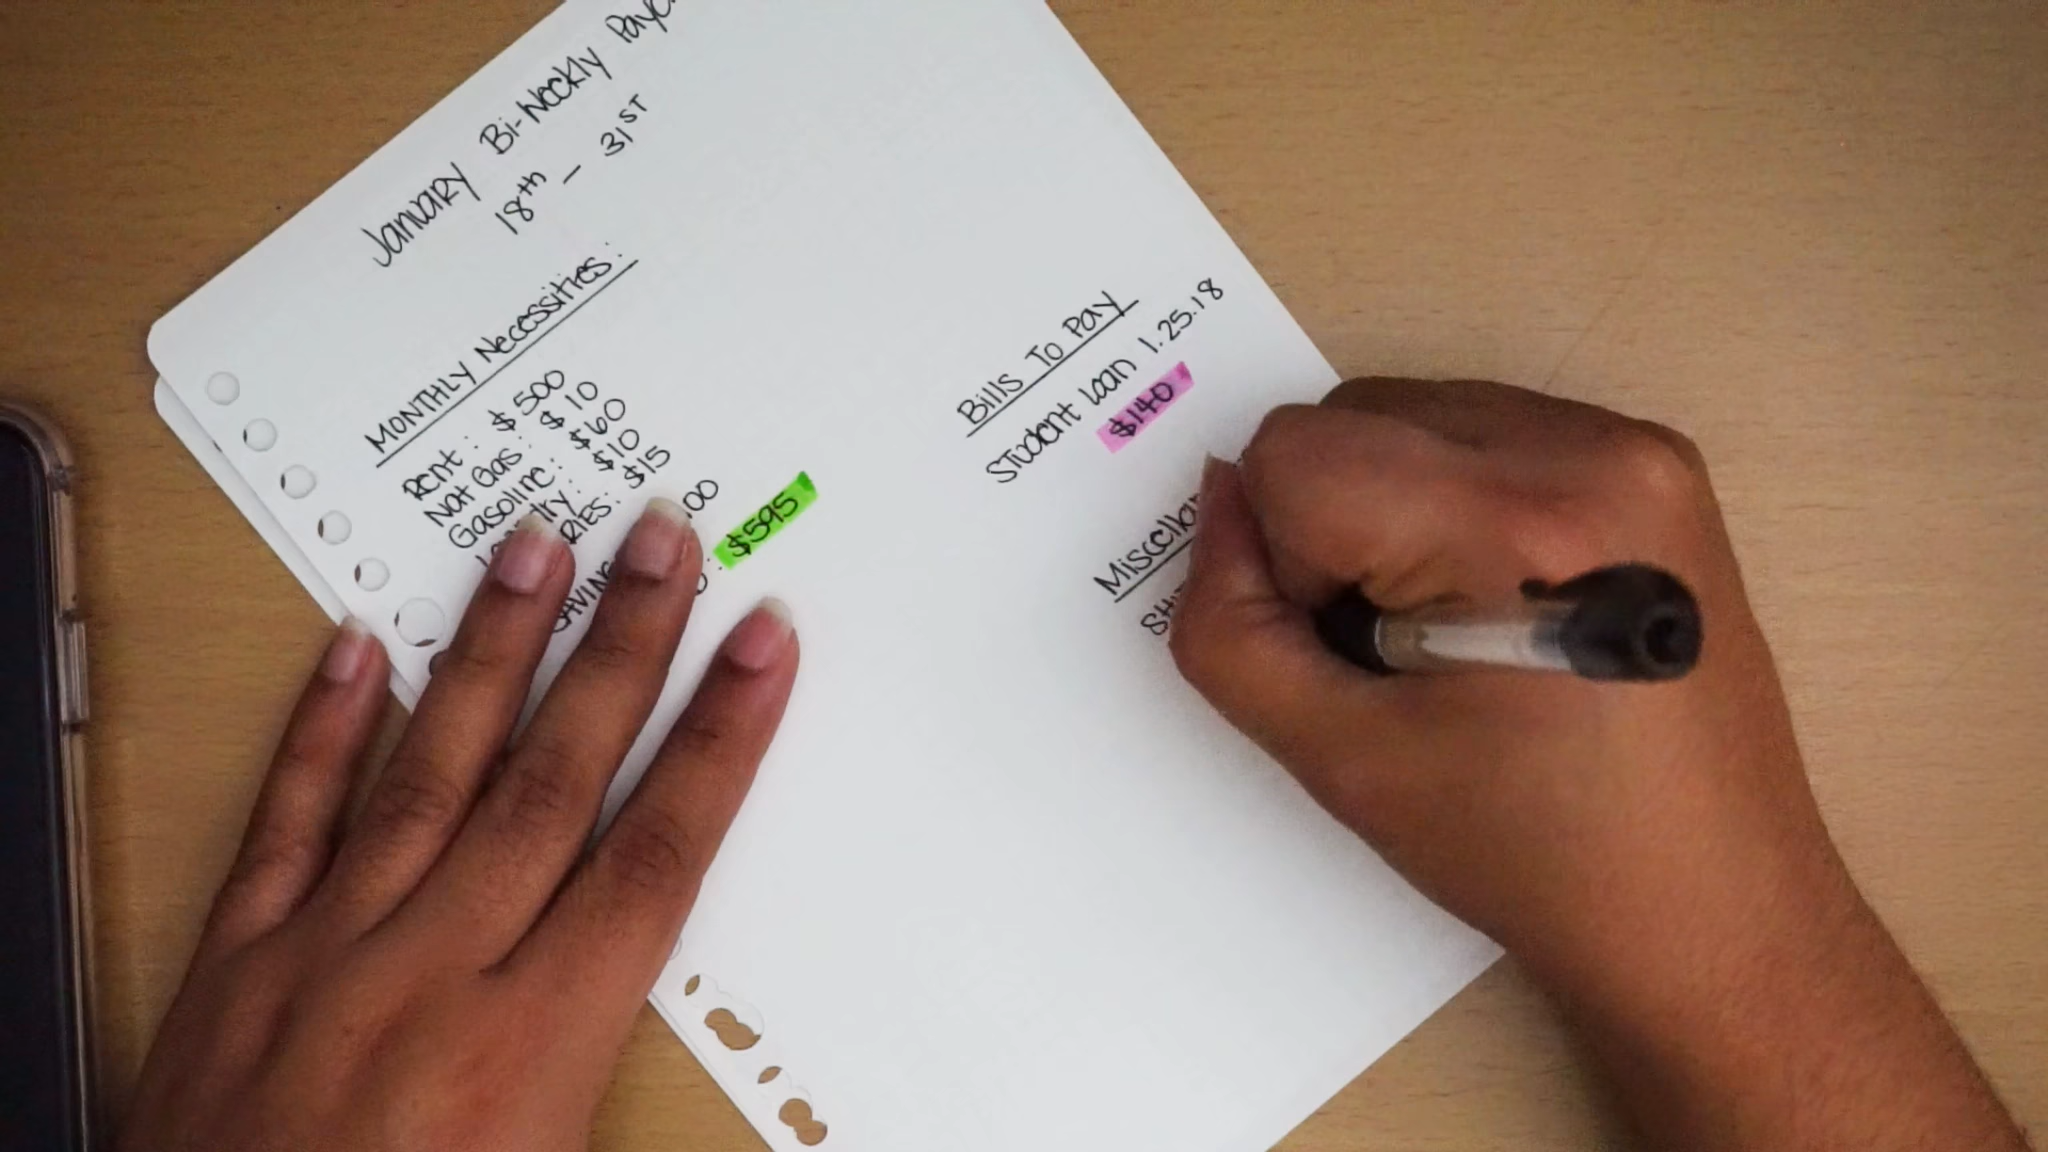 January Bi-Weekly
18th - 31ST
MONTHLY Necessities:
Rent: $500
Nat Gas: $10
Gasoline: $60
$10
$15
.00
: $595
Bills To Pay
Student Loan 1.25.18
$140